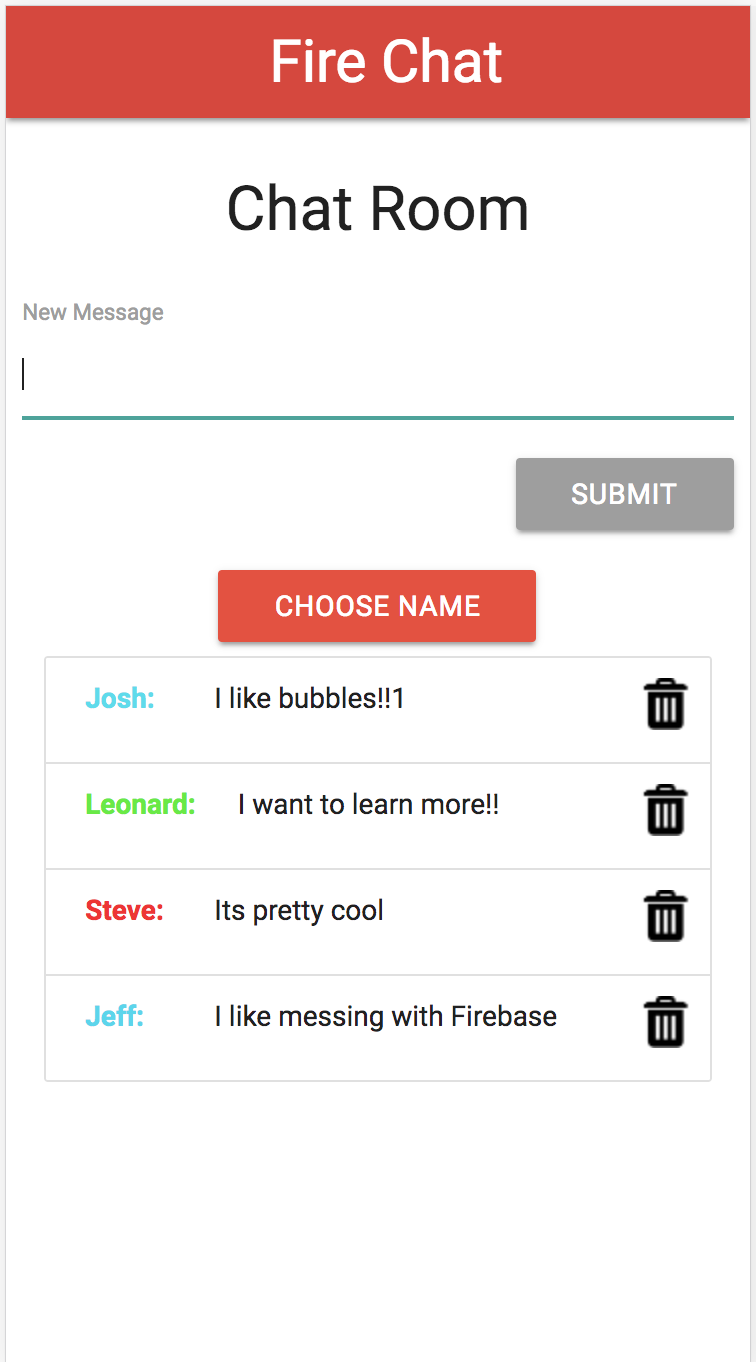 Fire Chat
Chat Room
New Message
SUBMIT
CHOOSE NAME
Josh: I like bubbles!!1
Leonard: I want to learn more!!
Steve: Its pretty cool
Jeff: I like messing with Firebase